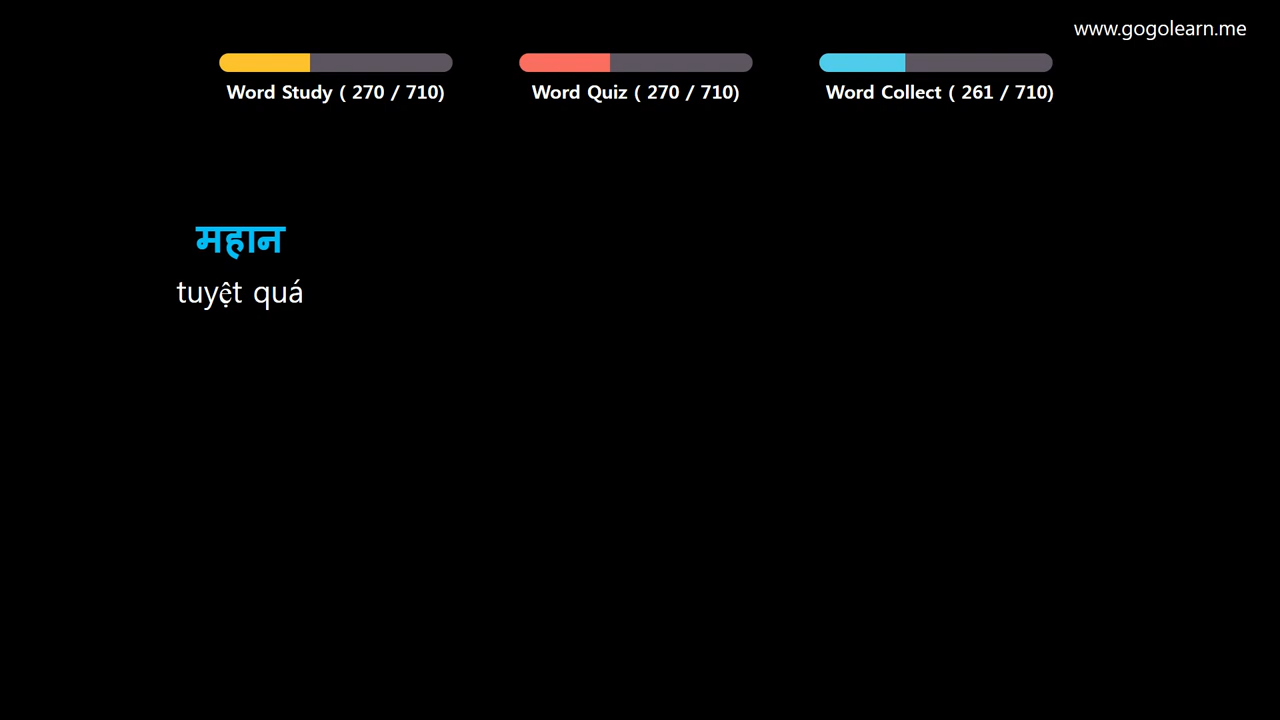 www.gogolearn.me
Word Study ( 270 / 710)
Word Quiz ( 270 / 710)
Word Collect ( 261 / 710)
महान
tuyệt quá